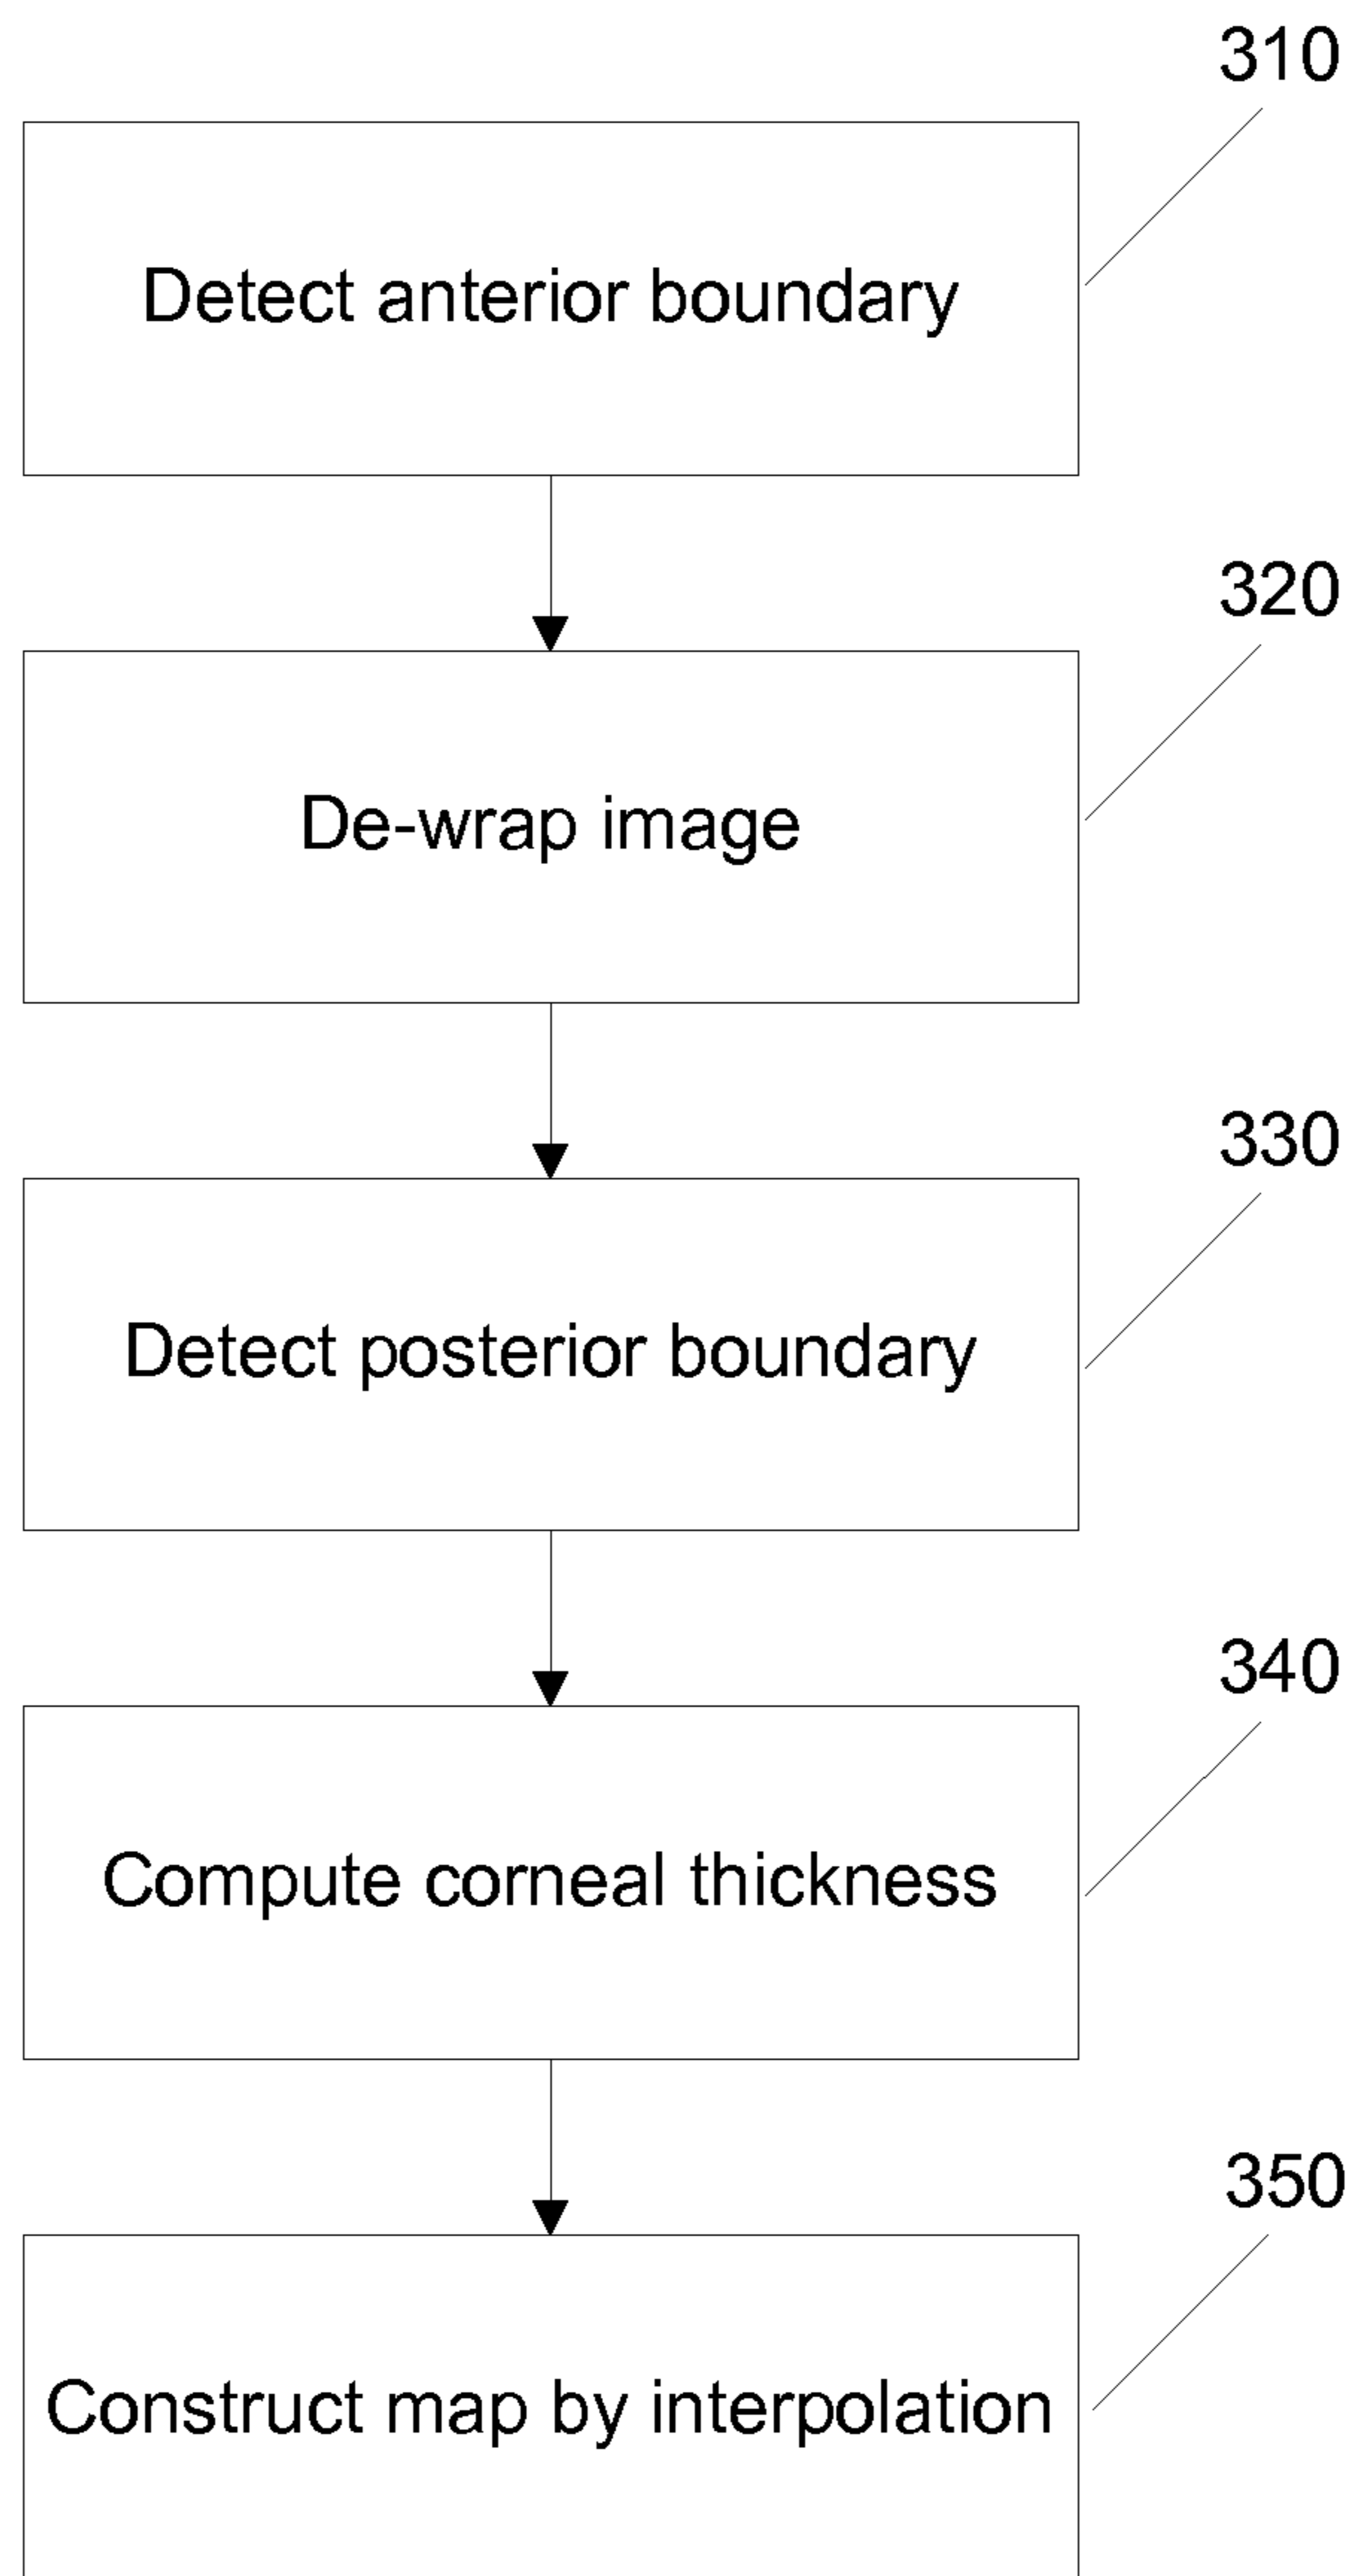 310
Detect anterior boundary
320
De-wrap image
330
Detect posterior boundary
340
Compute corneal thickness
350
Construct map by interpolation